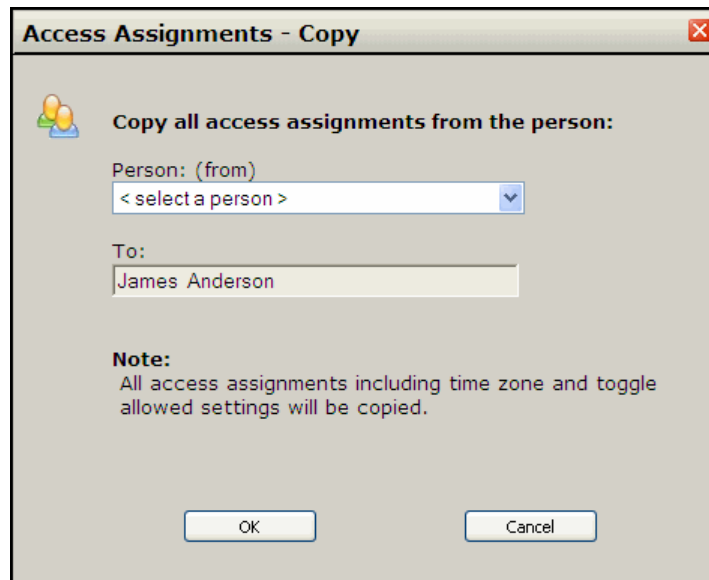 Access Assignments - Copy
Copy all access assignments from the person:
Person: (from)
< select a person >
To:
James Anderson
Note:
All access assignments including time zone and toggle
allowed settings will be copied.
OK
Cancel